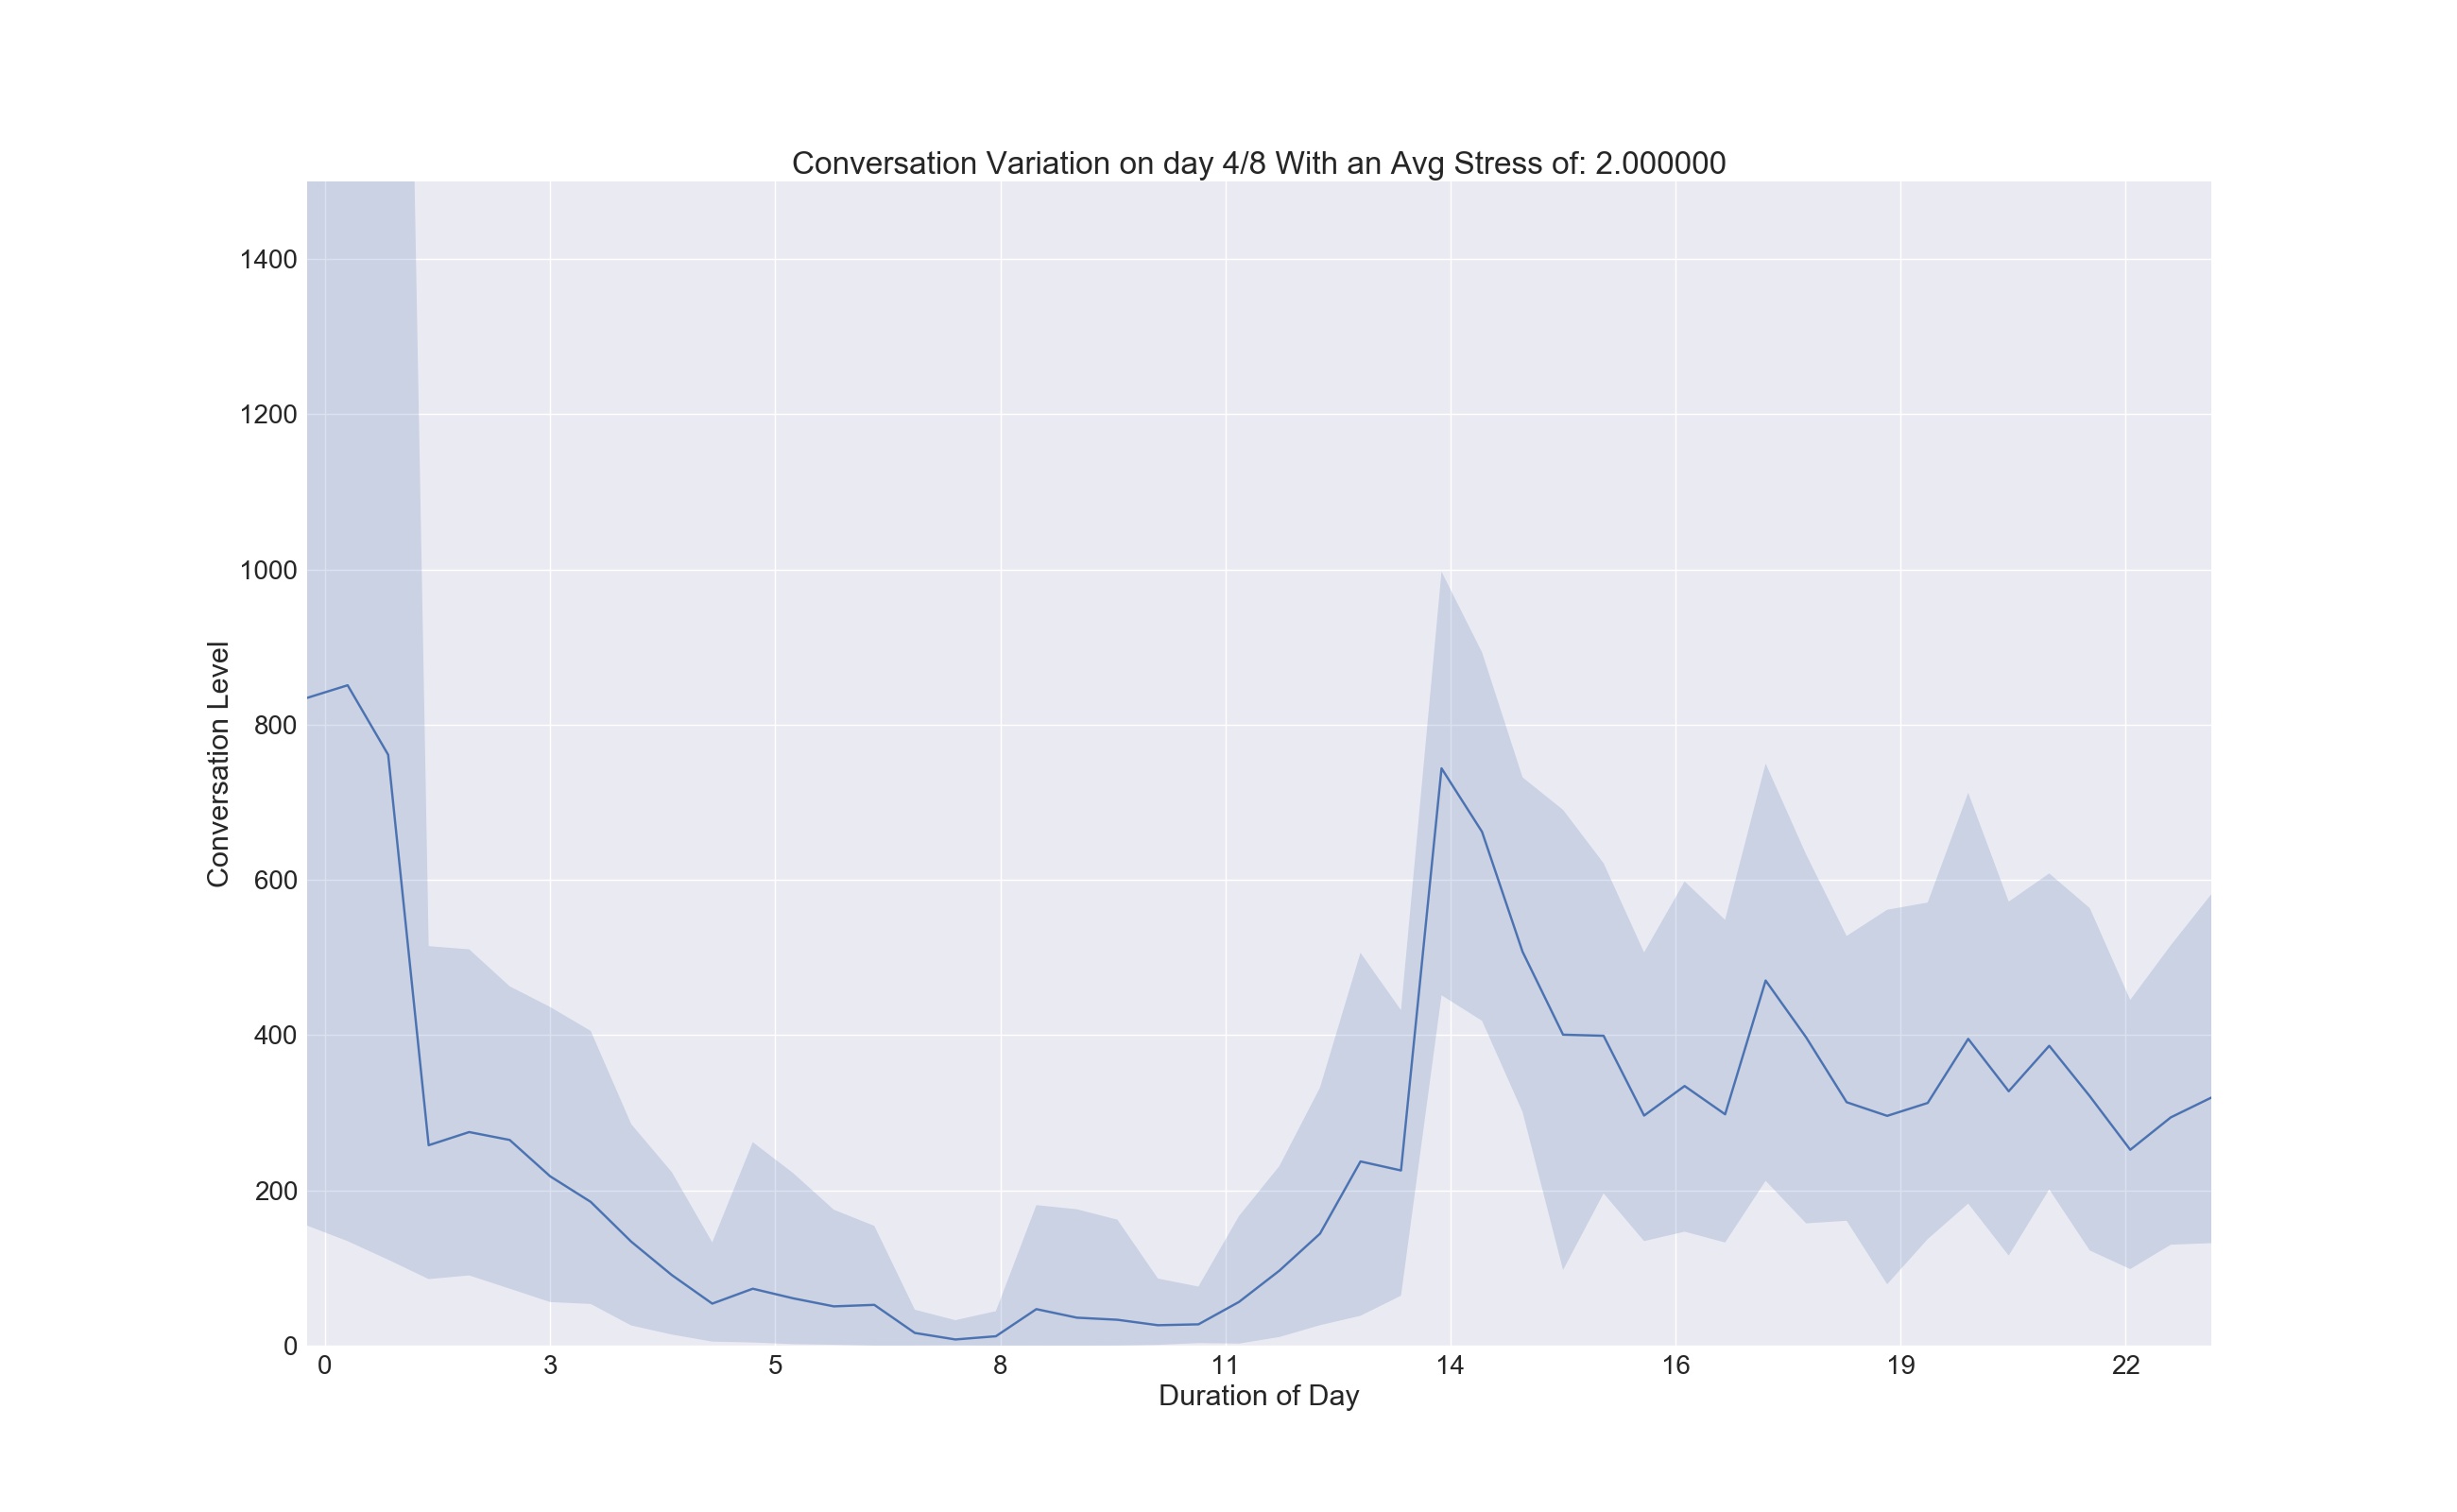 Conversation Variation on day 4/8 With an Avg Stress of: 2.000000
1400
1200
1000
800
600
400
200
0
Conversation Level
0 3 5 8 11 14 16 19 22
Duration of Day